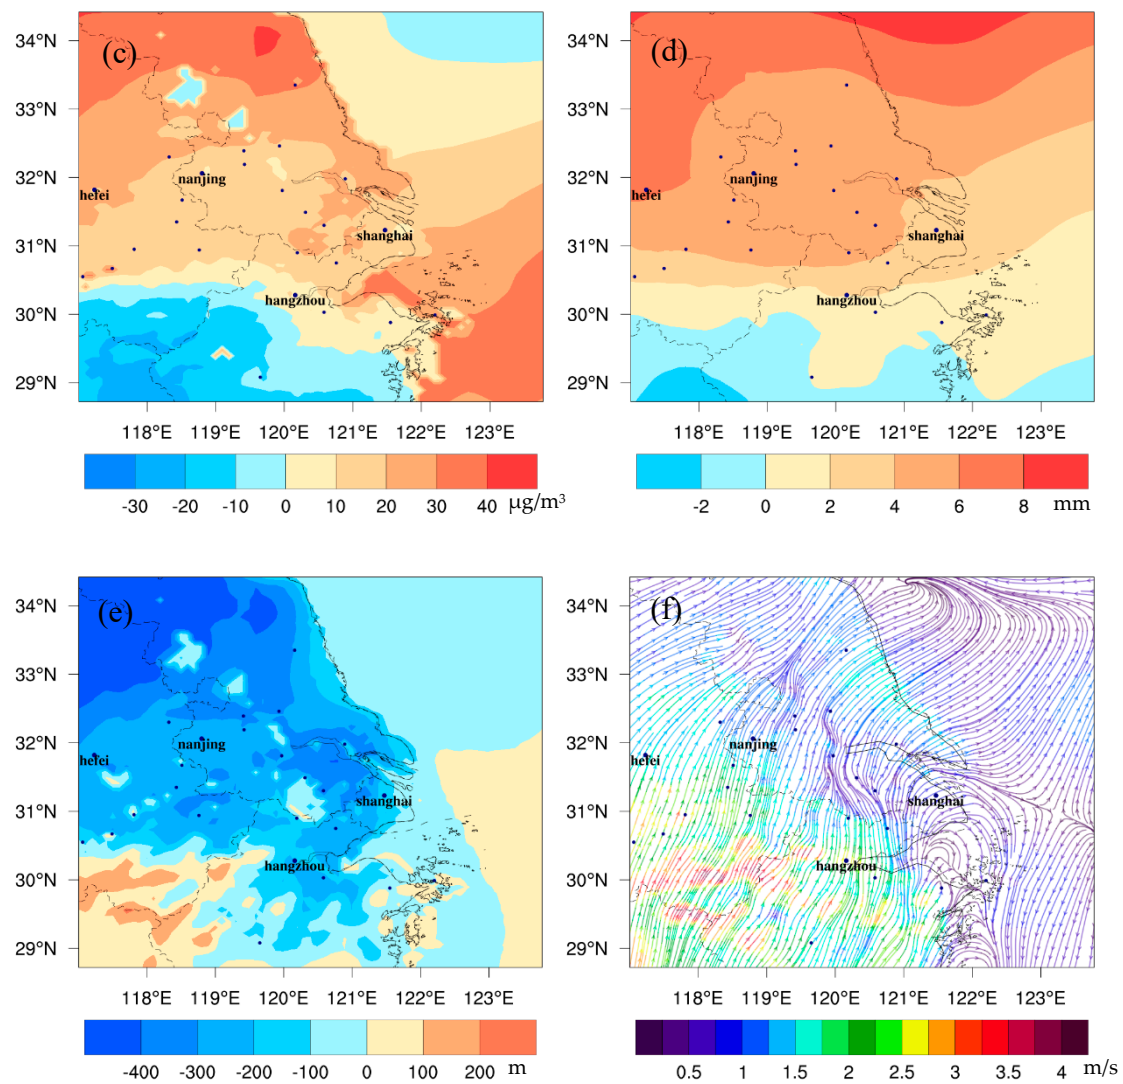 (c)
34°N
33°N
32°N
31°N
30°N
29°N
nanjing
hefei
shanghai
hangzhou
118°E 119°E 120°E 121°E 122°E 123°E
-30 -20 -10 0 10 20 30 40 µg/m³
(d)
34°N
33°N
32°N
31°N
30°N
29°N
nanjing
hefei
shanghai
hangzhou
118°E 119°E 120°E 121°E 122°E 123°E
-2 0 2 4 6 8 mm
(e)
34°N
33°N
32°N
31°N
30°N
29°N
nanjing
hefei
shanghai
hangzhou
118°E 119°E 120°E 121°E 122°E 123°E
-400 -300 -200 -100 0 100 200 m
(f)
34°N
33°N
32°N
31°N
30°N
29°N
nanjing
hefei
shanghai
hangzhou
118°E 119°E 120°E 121°E 122°E 123°E
0.5 1 1.5 2 2.5 3 3.5 4 m/s